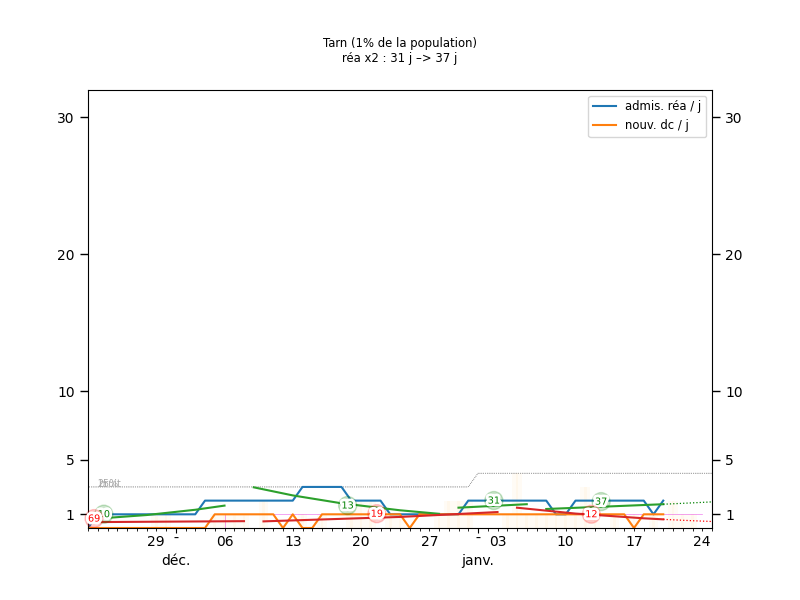 Tarn (1% de la population)
réa x2 : 31 j –> 37 j
admis. réa / j
nouv. dc / j
30 30
20 20
10 10
5 5
1 1
69
13
19
31
12
37
29 - 06 13 20 27 - 03 10 17 24
déc. janv.